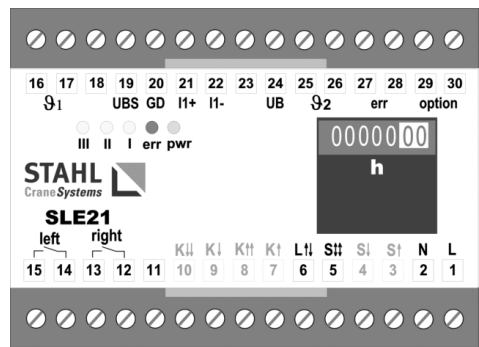 16 17 18 19 20 21 22 23 24 25 26 27 28 29 30
ϑ1 UBS GD I1+ I1- UB ϑ2 err option
00000 00
III II I err pwr
h
STAHL
CraneSystems
SLE21
left right
K⇊ K↓ K⇈ K↑ L↑↓ S⇈ S↓ S↑ N L
15 14 13 12 11 10 9 8 7 6 5 4 3 2 1